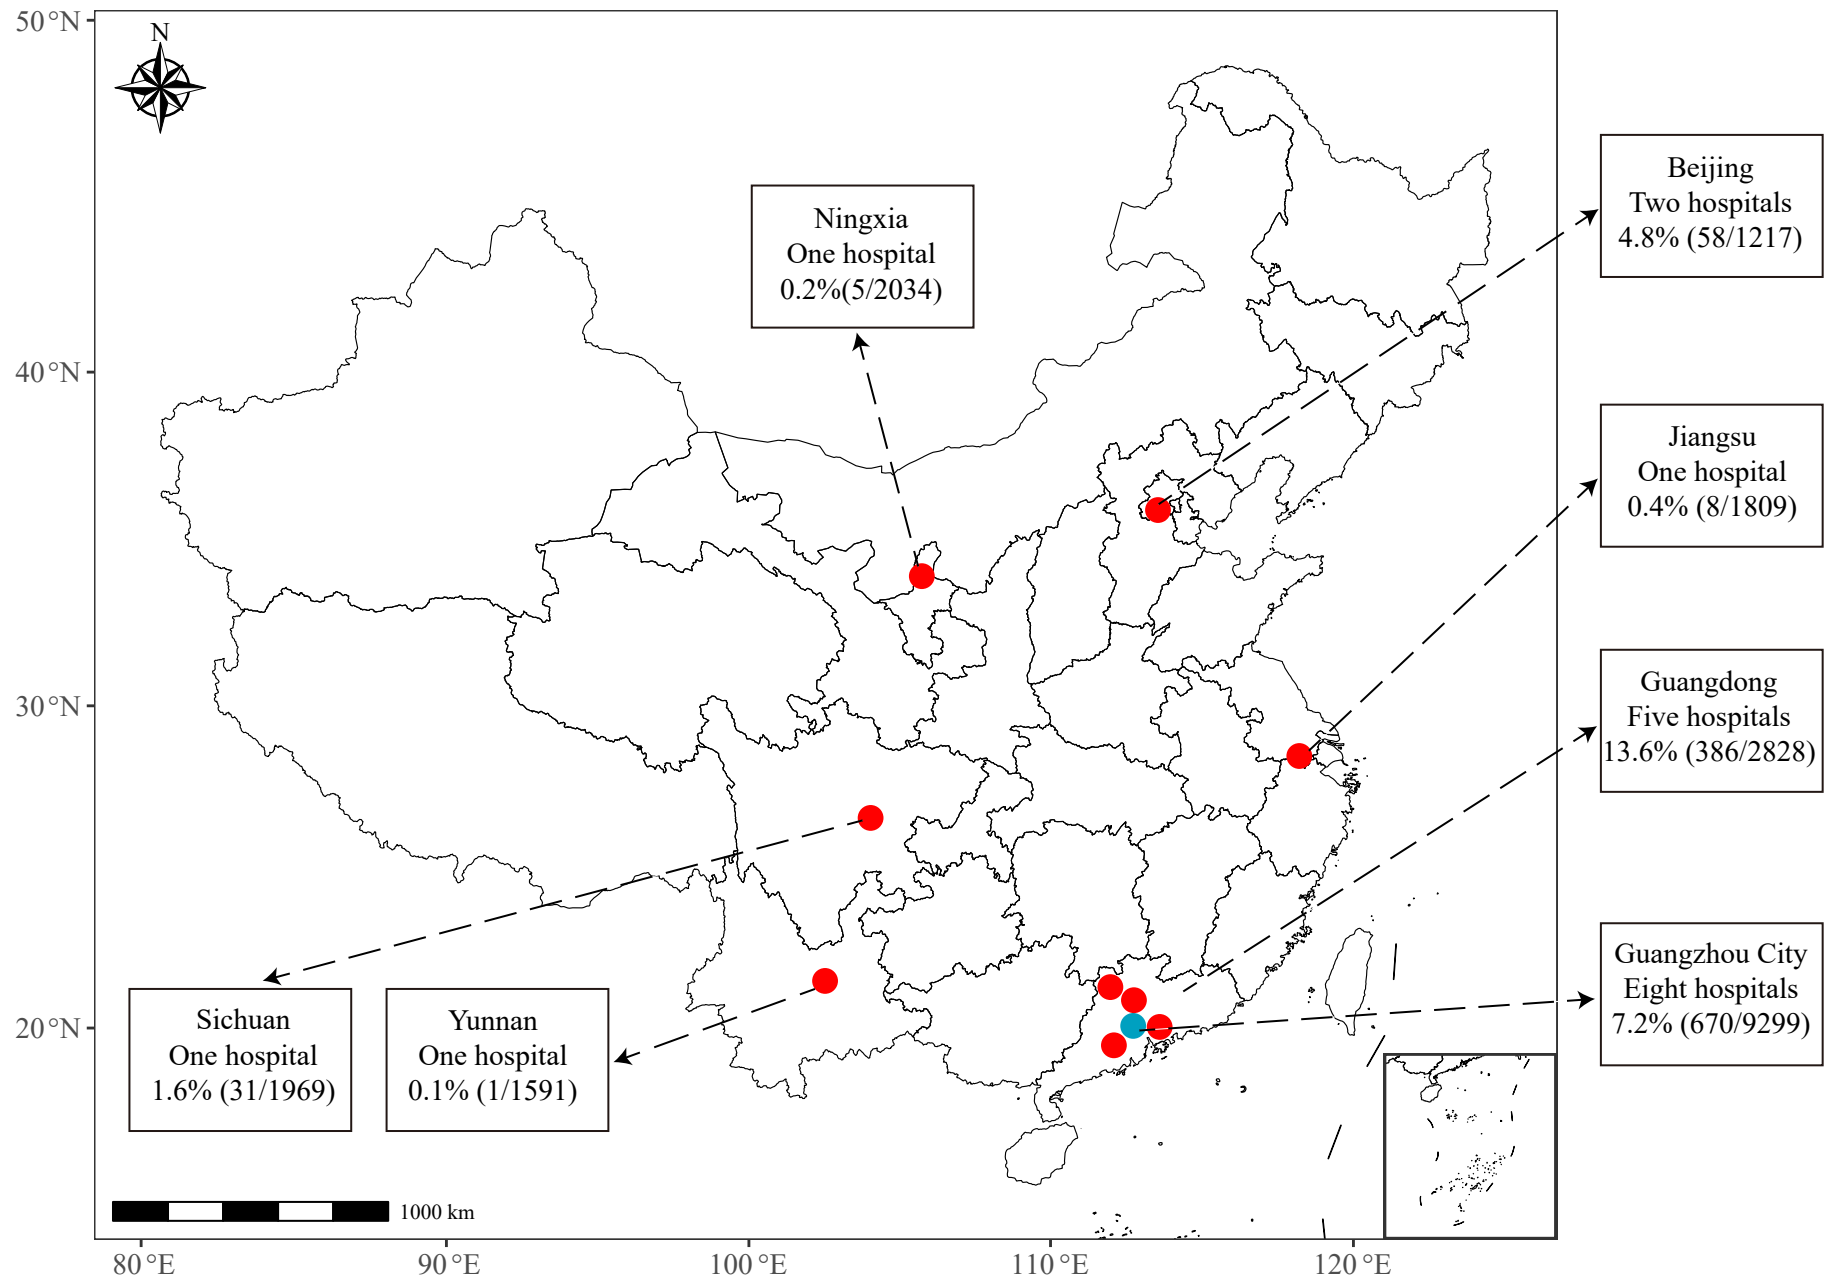 50°N
N
Ningxia
One hospital
0.2%(5/2034)
Beijing
Two hospitals
4.8% (58/1217)
40°N
Jiangsu
One hospital
0.4% (8/1809)
30°N
Guangdong
Five hospitals
13.6% (386/2828)
Guangzhou City
Eight hospitals
7.2% (670/9299)
20°N
Sichuan
One hospital
1.6% (31/1969)
Yunnan
One hospital
0.1% (1/1591)
1000 km
80°E
90°E
100°E
110°E
120°E